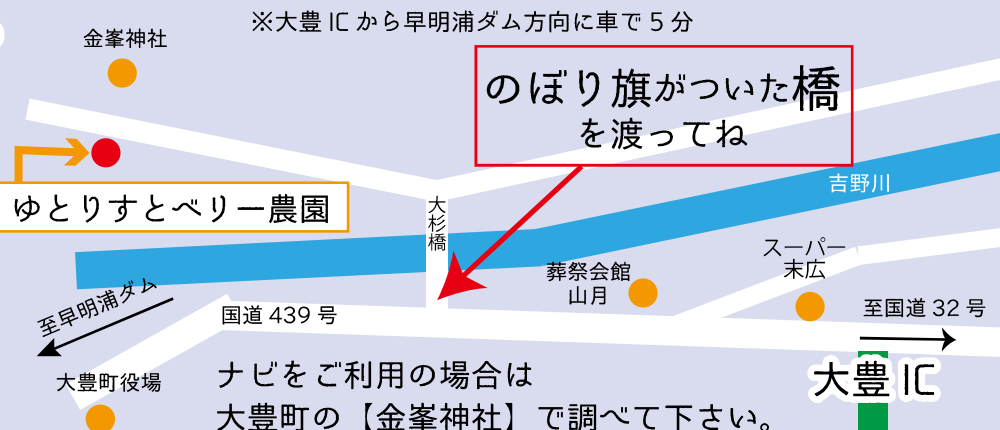 ※大豊ICから早明浦ダム方向に車で5分
金峯神社
のぼり旗がついた橋
を渡ってね
吉野川
ゆとりすとベリー農園
大杉橋
スーパー
末広
葬祭会館
山月
至早明浦ダム
国道439号
至国道32号
大豊町役場
大豊IC
ナビをご利用の場合は
大豊町の【金峯神社】で調べて下さい。